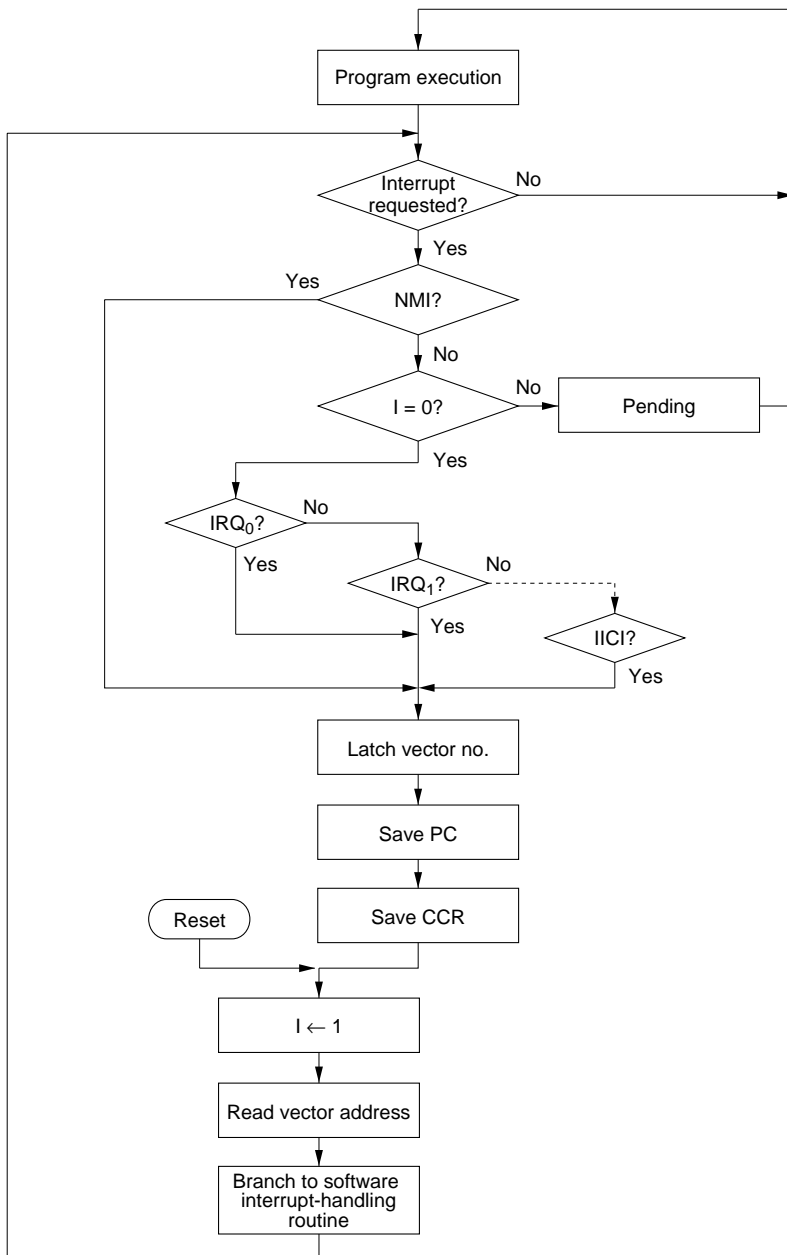 Program execution
Interrupt
requested?
No
Yes
Yes
NMI?
No
I = 0?
No
Pending
Yes
IRQ0?
No
Yes
IRQ1?
No
Yes
IICI?
Yes
Latch vector no.
Save PC
Save CCR
Reset
I ← 1
Read vector address
Branch to software
interrupt-handling
routine